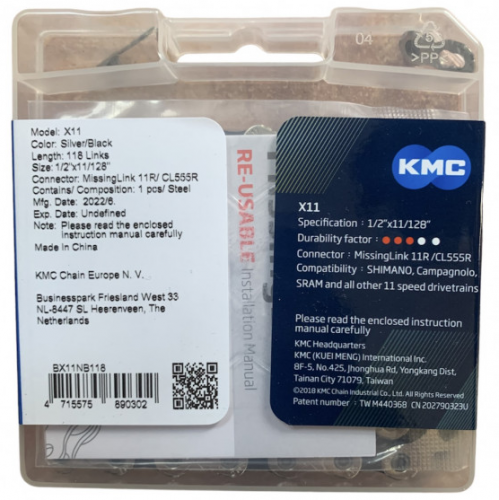 04
>PP
Model: X11
Color: Silver/Black
Length: 118 Links
Size: 1/2"x11/128"
Connector: MissingLink 11R/ CL555R
Contains/ Composition: 1 pcs/ Steel
Mfg. Date: 2022/6.
Exp. Date: Undefined
Note: Please read the enclosed
instruction manual carefully
Made in China
KMC Chain Europe N. V.
Businesspark Friesland West 33
NL-8447 SL Heerenveen, The
Netherlands
BX11NB118
4 715575 890302
RE-USABLE
Installation Manual
KMC
X11
Specification : 1/2"x11/128"
Durability factor :
Connector : MissingLink 11R /CL555R
Compatibility : SHIMANO, Campagnolo,
SRAM and all other 11 speed drivetrains
Please read the enclosed instruction
manual carefully
KMC Headquarters
KMC (KUEI MENG) International Inc.
8F-5, No.425, Jhonghua Rd, Yongkang Dist,
Tainan City 71079, Taiwan
©2018 KMC Chain Industrial Co., Ltd. All Rights Reserved
Patent number : TW M440368 CN 202790323U